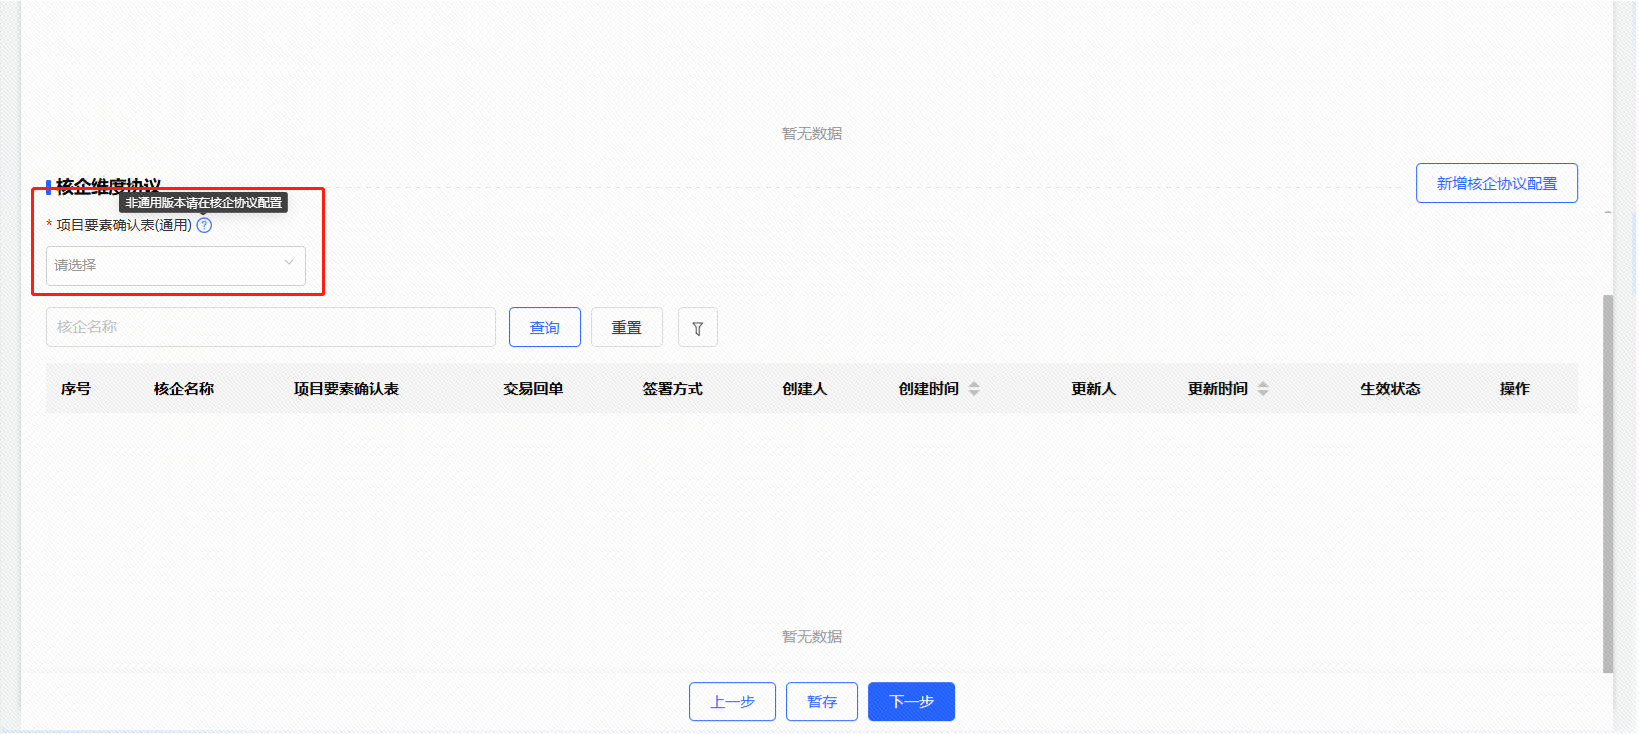 暂无数据
核企维度协议
新增核企协议配置
非通用版本请在核企协议配置
* 项目要素确认表(通用) ?
请选择
核企名称 查询 重置
序号 核企名称 项目要素确认表 交易回单 签署方式 创建人 创建时间 更新人 更新时间 生效状态 操作
暂无数据
上一步 暂存 下一步